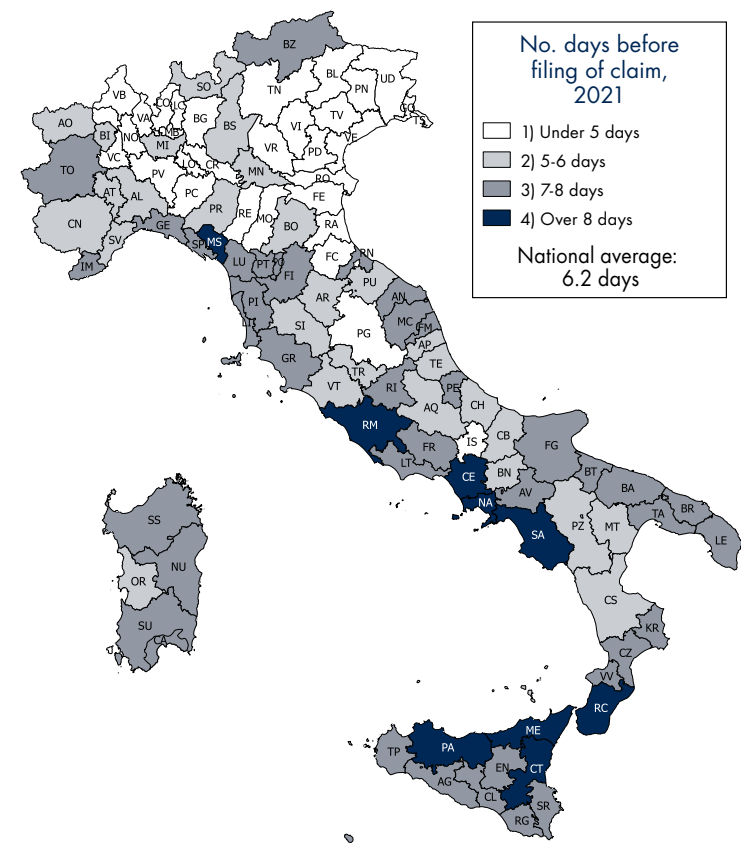 No. days before
filing of claim,
2021
1) Under 5 days
2) 5-6 days
3) 7-8 days
4) Over 8 days
National average:
6.2 days
BZ
BL
UD
SO
TN
PN
VB
CO
LC
GO
TS
VA
BG
TV
AO
BS
VI
VE
BI
NO
MB
MI
VR
PD
VC
LO
CR
TO
MN
PV
RO
AT
AL
PC
FE
PR
RE
MO
CN
GE
BO
RA
SV
SP
MS
FC
RN
IM
LU
PT
PO
FI
PU
PI
AR
AN
LI
SI
MC
FM
PG
AP
GR
TR
TE
VT
RI
PE
AQ
CH
RM
CB
IS
FR
FG
LT
CE
BN
BT
BA
AV
NA
BR
TA
SS
PZ
MT
SA
LE
NU
OR
CS
SU
KR
CA
CZ
VV
RC
ME
PA
TP
EN
CT
AG
CL
SR
RG